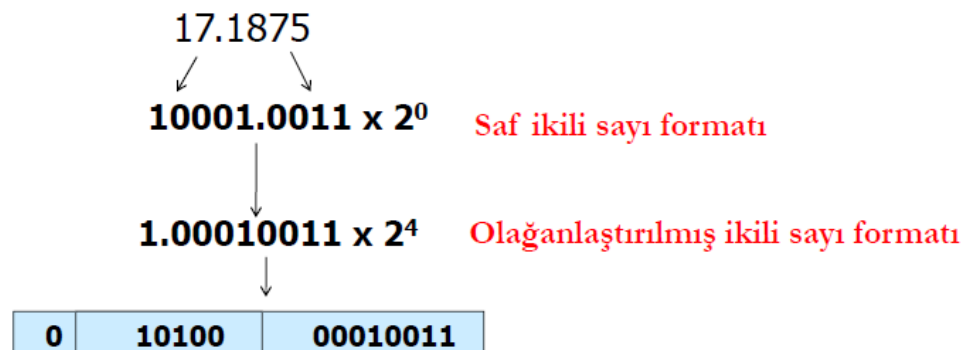 17.1875
10001.0011 x 2⁰ Saf ikili sayı formatı
1.00010011 x 2⁴ Olağanlaştırılmış ikili sayı formatı
0 10100 00010011